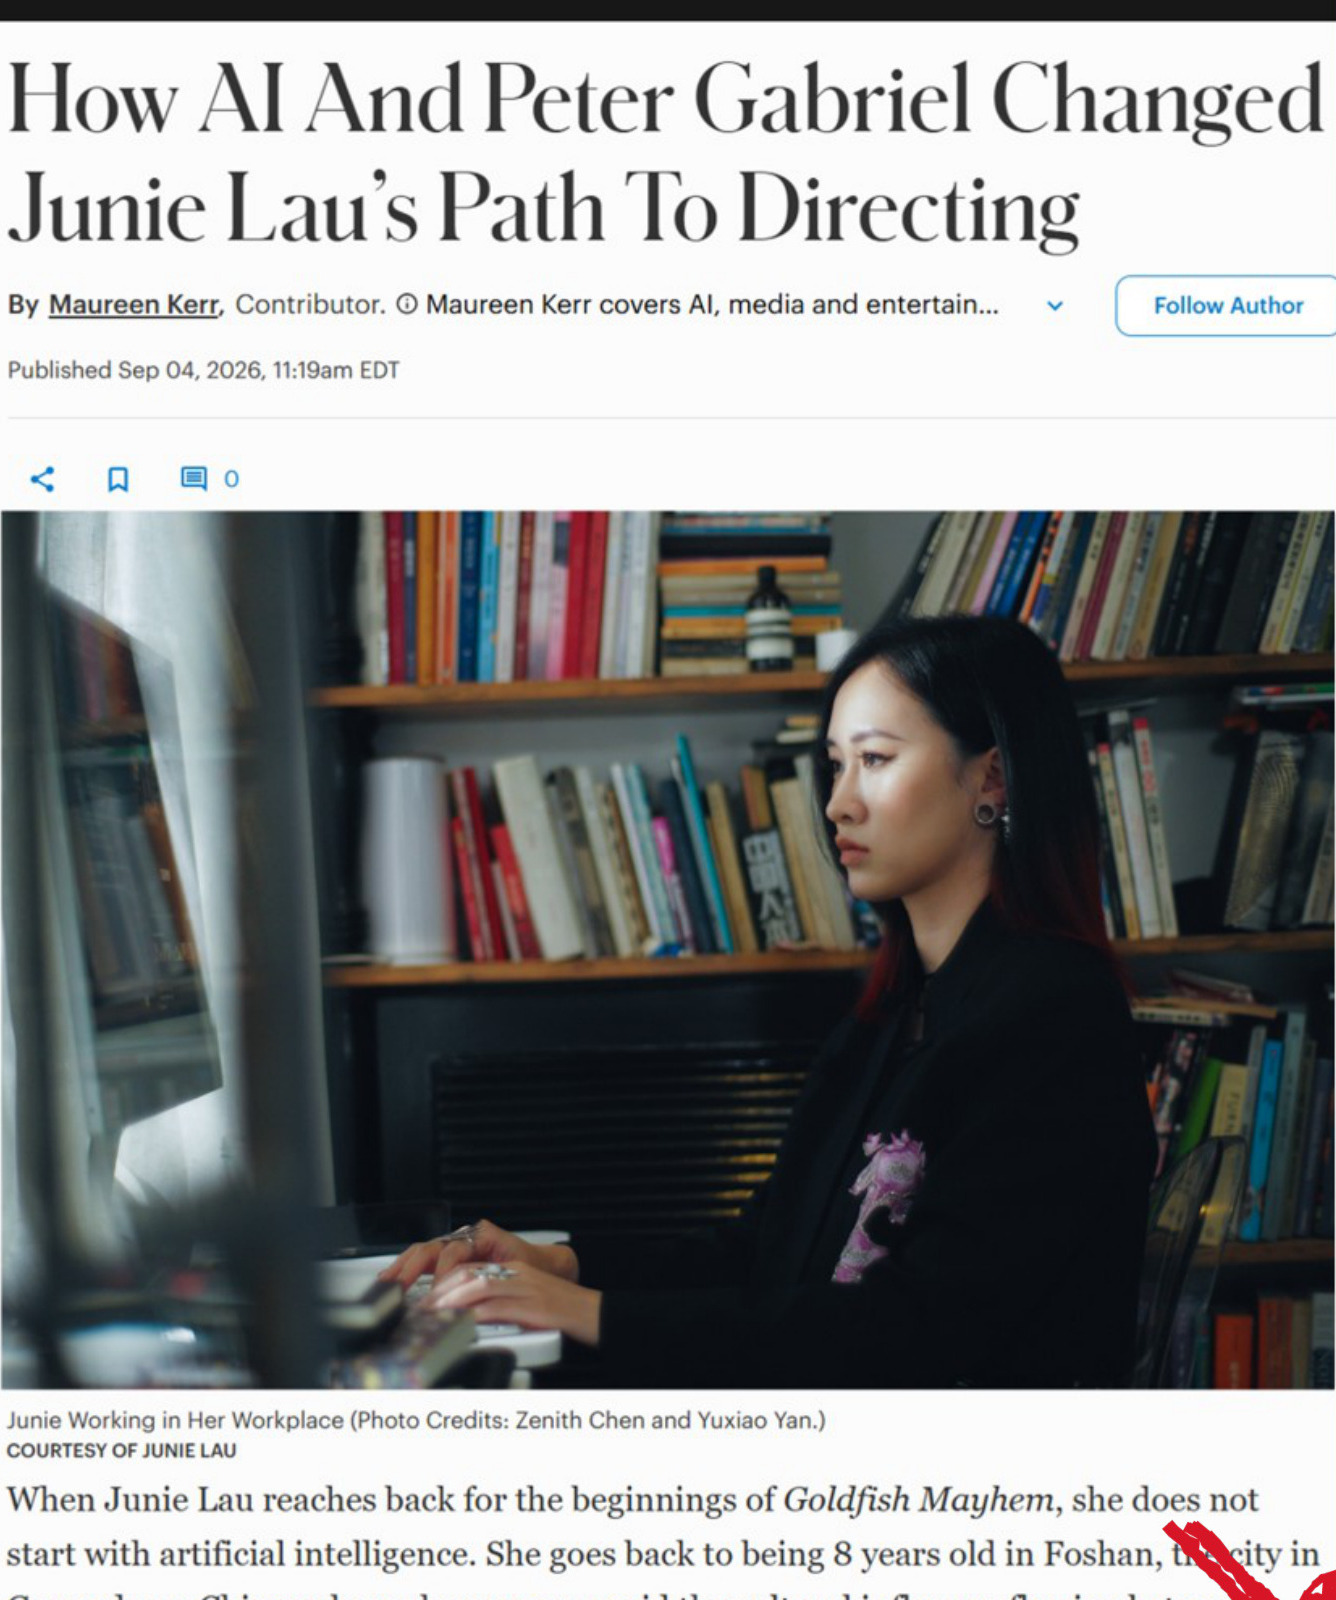 How AI And Peter Gabriel Changed
Junie Lau's Path To Directing
By Maureen Kerr, Contributor. Maureen Kerr covers AI, media and entertain...
Follow Author
Published Sep 04, 2026, 11:19am EDT
0
Junie Working in Her Workplace (Photo Credits: Zenith Chen and Yuxiao Yan.)
COURTESY OF JUNIE LAU
When Junie Lau reaches back for the beginnings of Goldfish Mayhem, she does not
start with artificial intelligence. She goes back to being 8 years old in Foshan, the city in